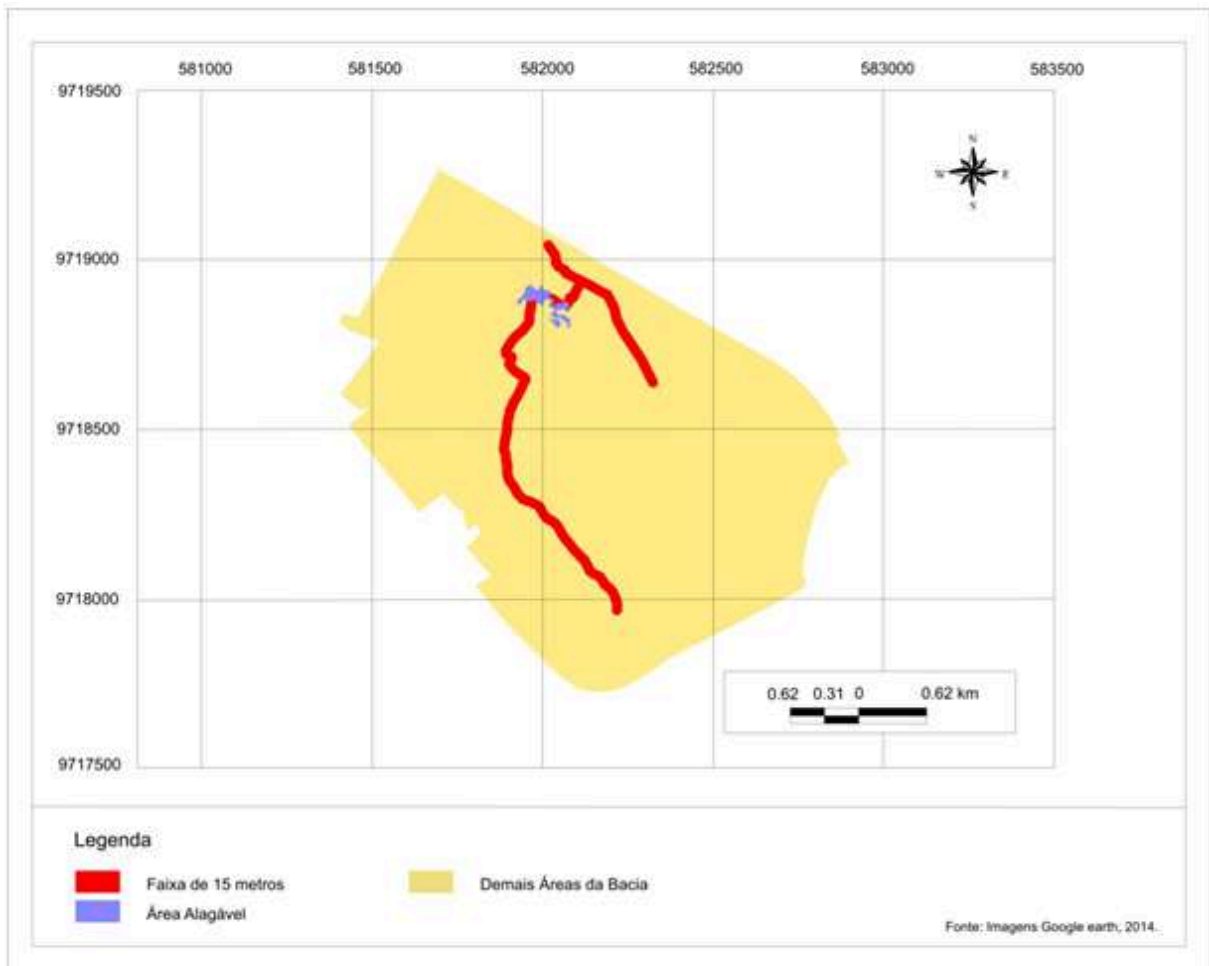 581000 581500 582000 582500 583000 583500
9719500
N
W E
S
9719000
9718500
9718000
0.62 0.31 0 0.62 km
9717500
Legenda
Faixa de 15 metros Demais Áreas da Bacia
Área Alagável
Fonte: Imagens Google earth, 2014.